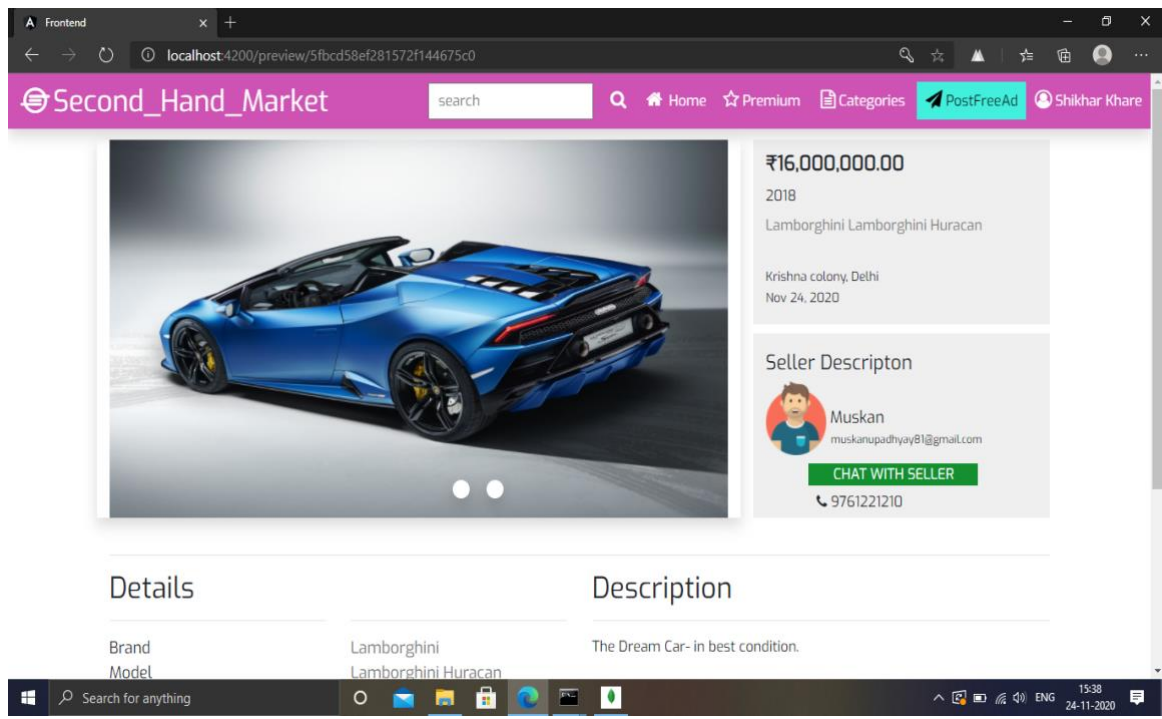 Frontend
localhost:4200/preview/5fbcd58ef281572f144675c0
Second_Hand_Market
search
Home
Premium
Categories
PostFreeAd
Shikhar Khare
₹16,000,000.00
2018
Lamborghini Lamborghini Huracan
Krishna colony, Delhi
Nov 24, 2020
Seller Descripton
Muskan
muskanupadhyay81@gmail.com
CHAT WITH SELLER
9761221210
Details
Description
Brand Lamborghini
The Dream Car- in best condition.
Model Lamborghini Huracan
Search for anything
ENG
15:38
24-11-2020